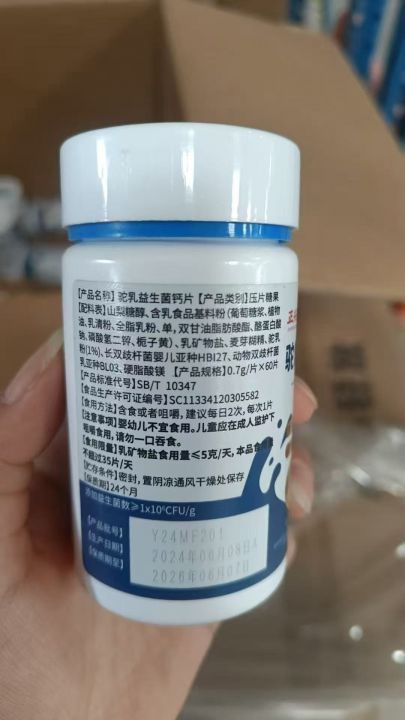 【产品名称】驼乳益生菌钙片【产品类别】压片糖果
【配料表】山梨糖醇、含乳食品基料粉(葡萄糖浆、植物
油、乳清粉、全脂乳粉、单，双甘油脂肪酸酯、酪蛋白酸
钠、磷酸氢二钾、栀子黄)、乳矿物盐、麦芽糊精、驼乳
粉(1%)、长双歧杆菌婴儿亚种HBI27、动物双歧杆菌
乳亚种BL03、硬脂酸镁【产品规格】0.7g/片×60片
【产品标准代号】SB/T 10347
【食品生产许可证编号】SC11334120305582
【食用方法】含食或者咀嚼，建议每日2次，每次1片
【注意事项】婴幼儿不宜食用。儿童应在成人监护下
咀嚼食用，请勿一口吞食。
【食用限量】乳矿物盐食用量≤5克/天，本品食用量
不超过35片/天
【贮存条件】密封，置阴凉通风干燥处保存
【保质期】24个月
添加益生菌数≥1x10⁶CFU/g
【产品批号】 Y24MF201
【生产日期】 2024年06月08日A
【保质期至】 2026年06月07日
正
驼